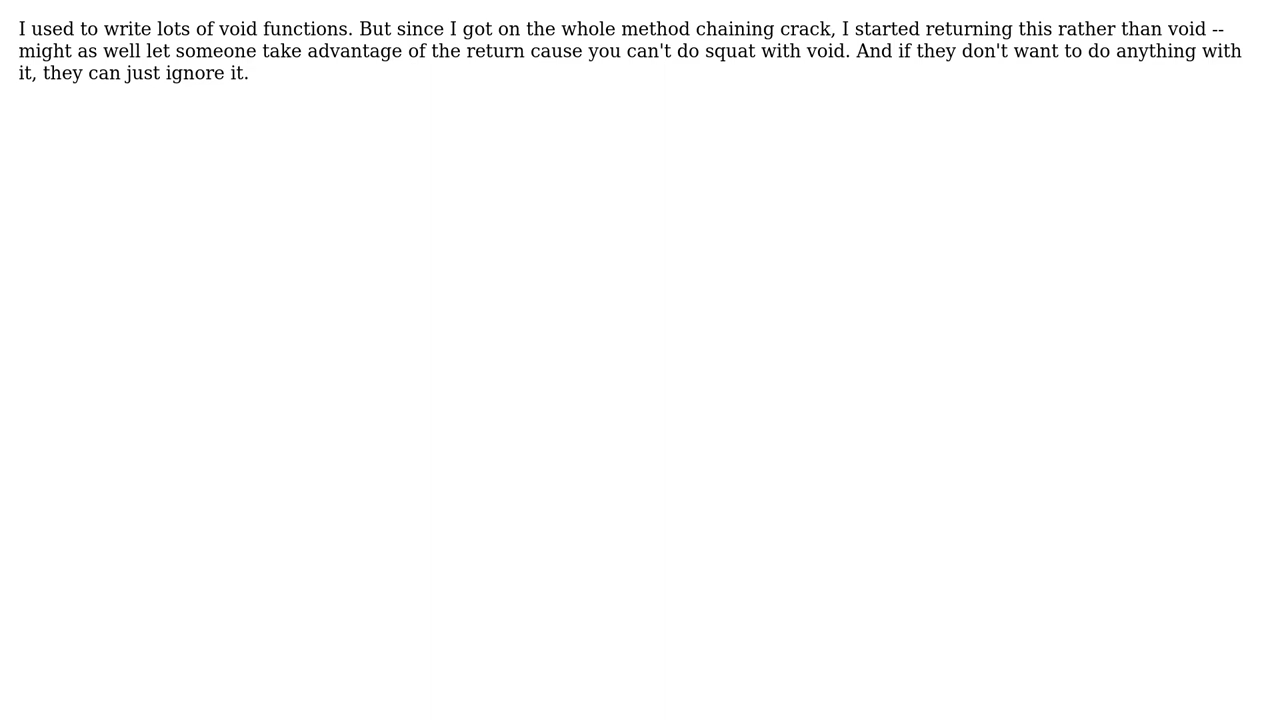 I used to write lots of void functions. But since I got on the whole method chaining crack, I started returning this rather than void --
might as well let someone take advantage of the return cause you can't do squat with void. And if they don't want to do anything with
it, they can just ignore it.